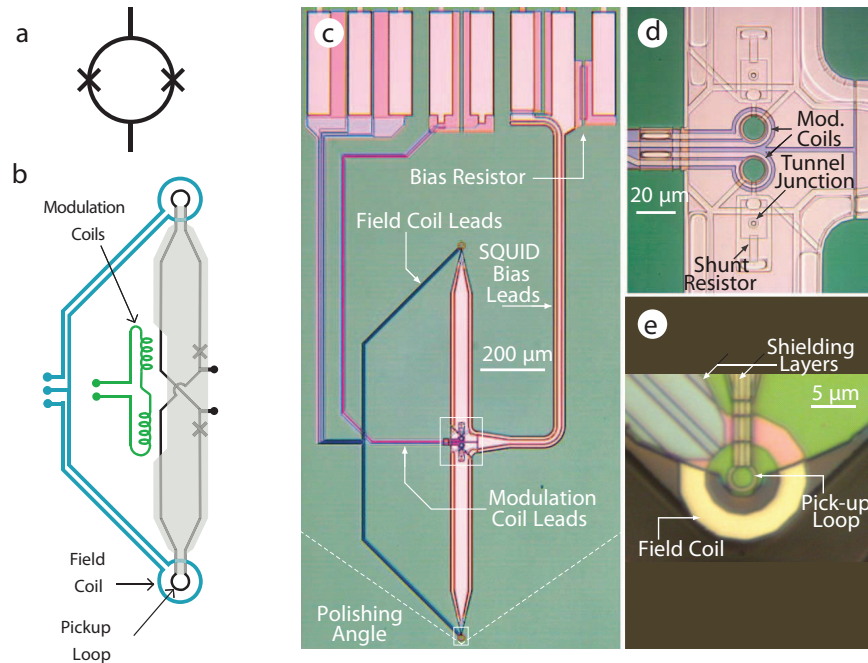 a
b
Modulation
Coils
Field
Coil
Pickup
Loop
c
Bias Resistor
Field Coil Leads
SQUID
Bias
Leads
200 μm
Modulation
Coil Leads
Polishing
Angle
d
Mod.
Coils
Tunnel
Junction
20 μm
Shunt
Resistor
e
Shielding
Layers
5 μm
Pick-up
Loop
Field Coil